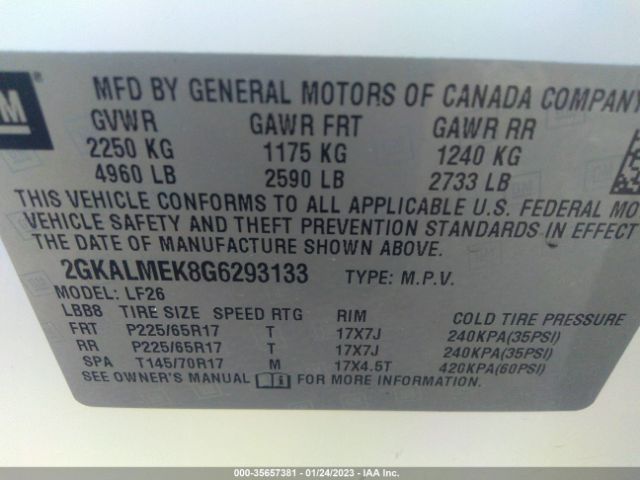 M
MFD BY GENERAL MOTORS OF CANADA COMPANY
GVWR GAWR FRT GAWR RR
2250 KG 1175 KG 1240 KG
4960 LB 2590 LB 2733 LB
THIS VEHICLE CONFORMS TO ALL APPLICABLE U.S. FEDERAL MO
VEHICLE SAFETY AND THEFT PREVENTION STANDARDS IN EFFECT
THE DATE OF MANUFACTURE SHOWN ABOVE.
2GKALMEK8G6293133 TYPE: M.P.V.
MODEL: LF26
LBB8 TIRE SIZE SPEED RTG RIM COLD TIRE PRESSURE
FRT P225/65R17 T 17X7J 240KPA(35PSI)
RR P225/65R17 T 17X7J 240KPA(35PSI)
SPA T145/70R17 M 17X4.5T 420KPA(60PSI)
SEE OWNER'S MANUAL FOR MORE INFORMATION.
000-35657381 - 01/24/2023 - IAA Inc.